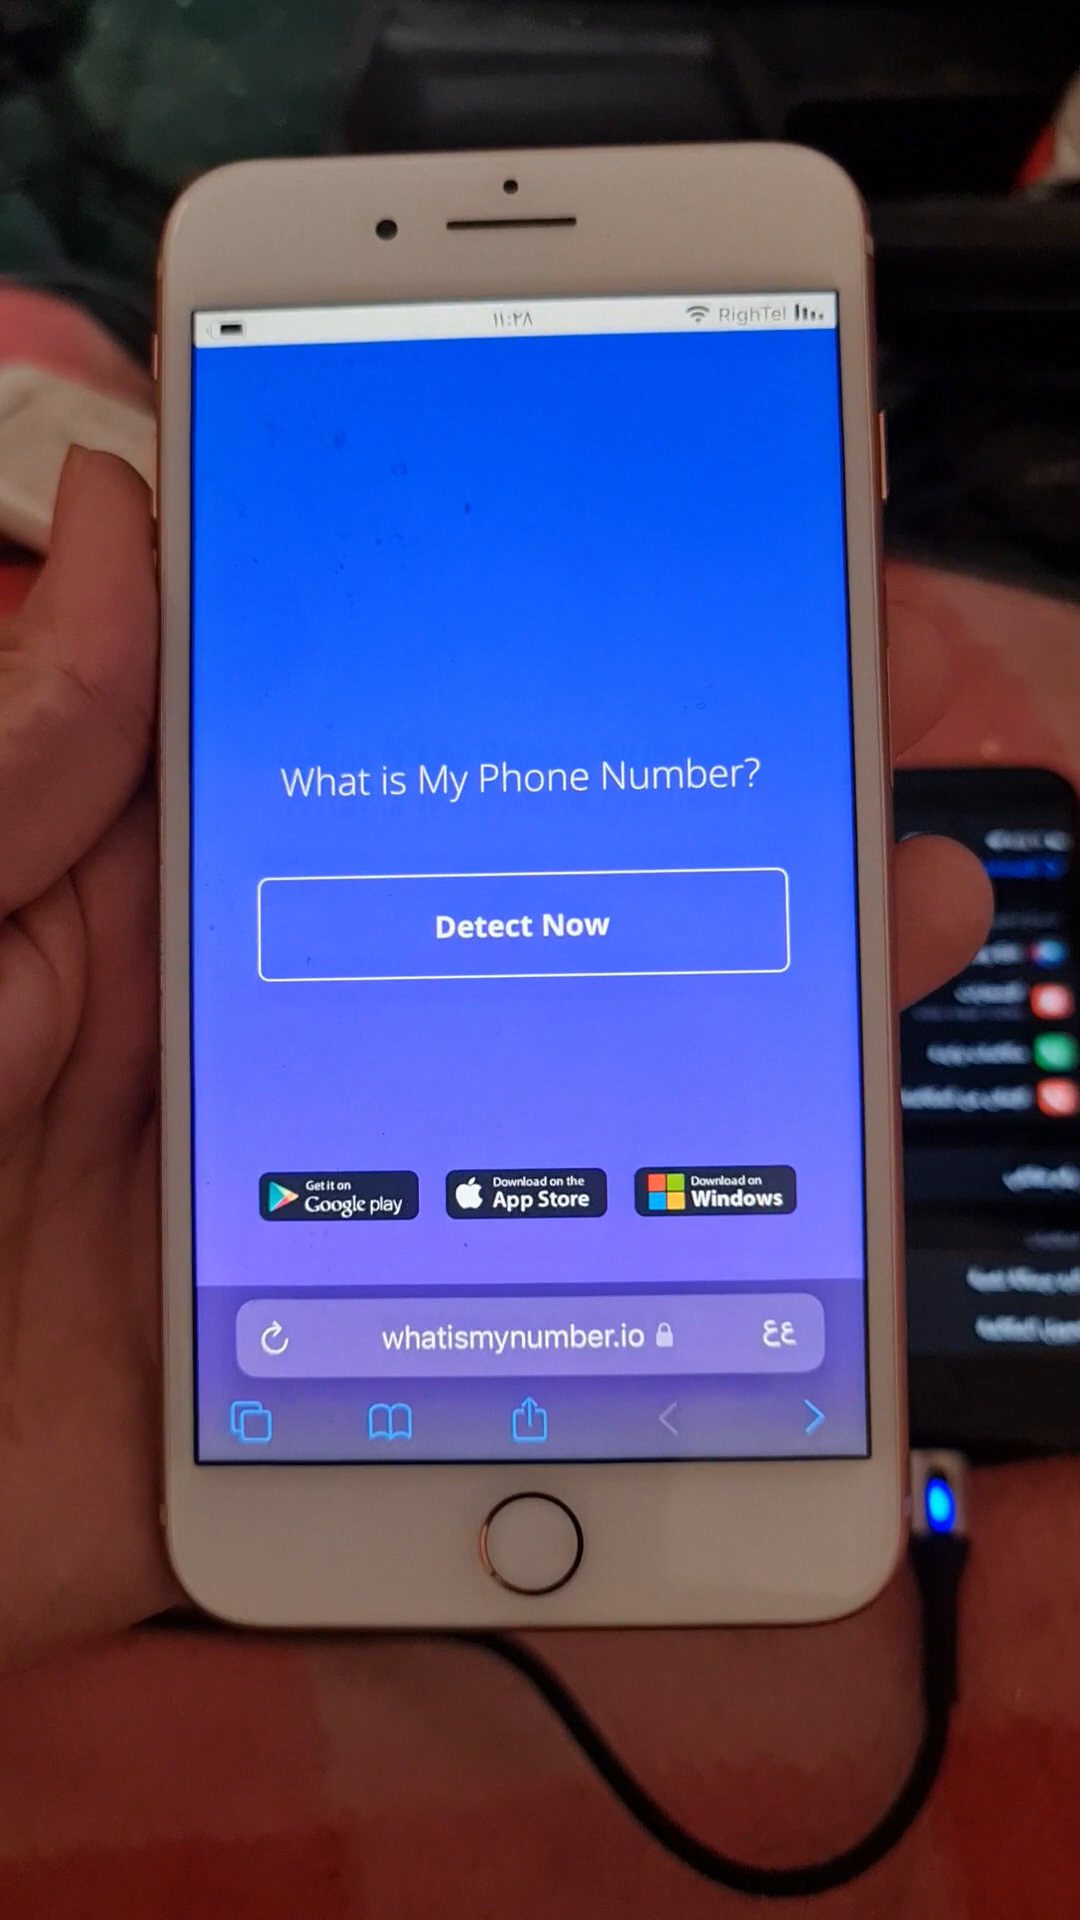 ۱۱:۲۸
RighTel
What is My Phone Number?
Detect Now
Get it on
Google play
Download on the
App Store
Download on
Windows
whatismynumber.io
عع